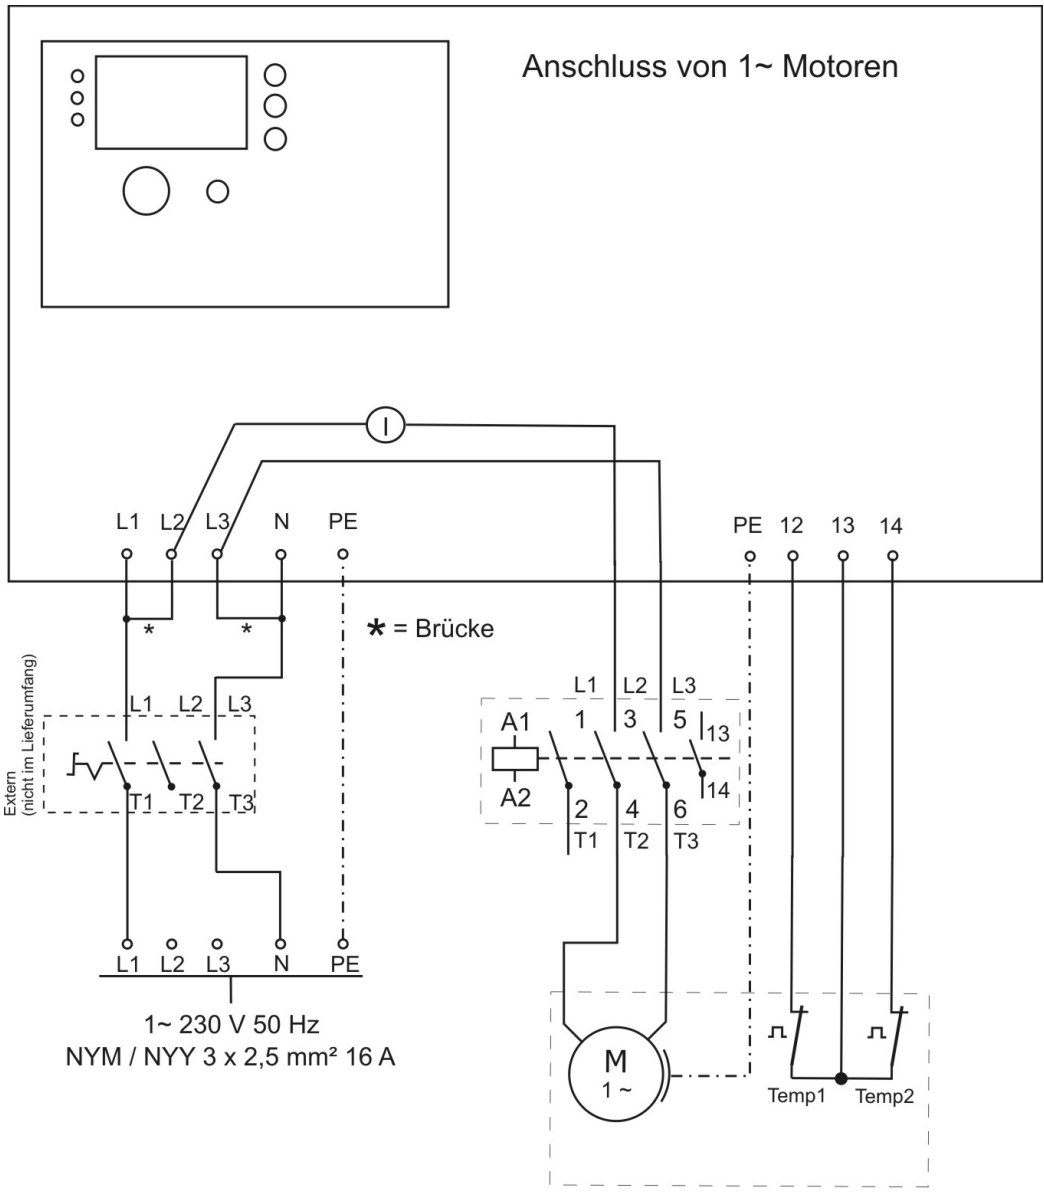 Anschluss von 1~ Motoren
I
L1 L2 L3 N PE
PE 12 13 14
* *
* = Brücke
Extern
(nicht im Lieferumfang)
L1 L2 L3
T1 T2 T3
L1 L2 L3
A1 1 3 5 13
A2 2 4 6 14
T1 T2 T3
L1 L2 L3 N PE
1~ 230 V 50 Hz
NYM / NYY 3 x 2,5 mm² 16 A
M
1 ~
Temp1 Temp2